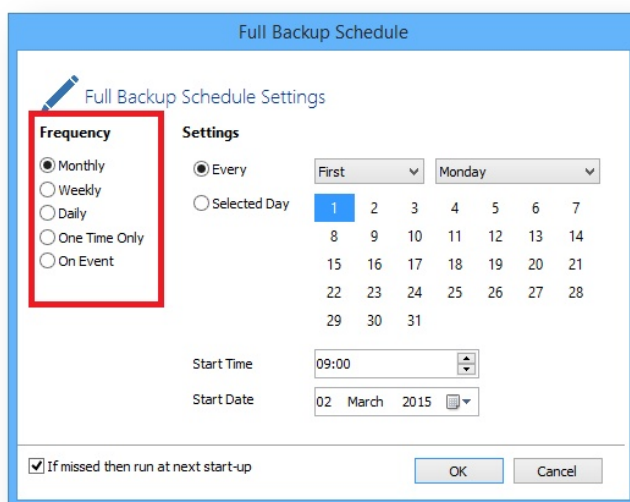 Full Backup Schedule
Full Backup Schedule Settings
Frequency
Monthly
Weekly
Daily
One Time Only
On Event
Settings
Every First Monday
Selected Day
1 2 3 4 5 6 7
8 9 10 11 12 13 14
15 16 17 18 19 20 21
22 23 24 25 26 27 28
29 30 31
Start Time 09:00
Start Date 02 March 2015
If missed then run at next start-up
OK Cancel